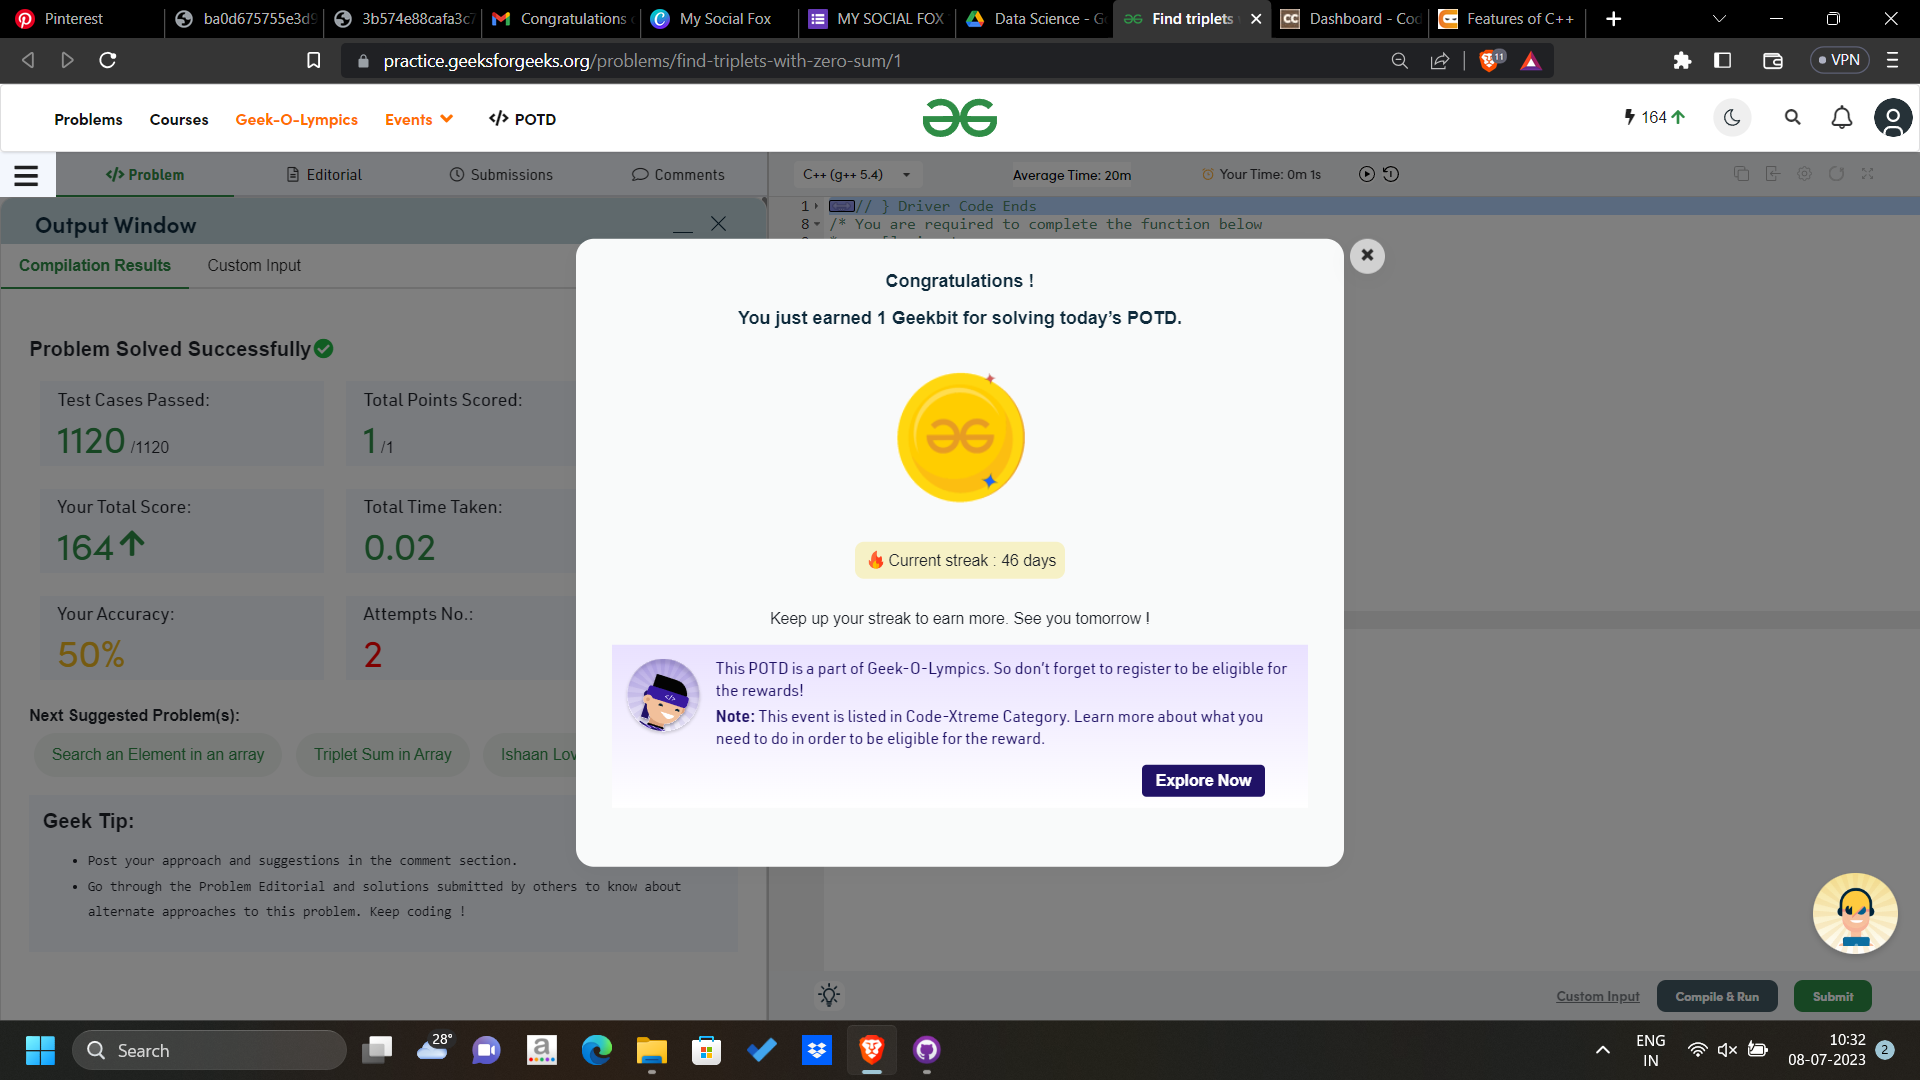 Pinterest
ba0d675755e3d9
3b574e88cafa3c7
Congratulations
My Social Fox
MY SOCIAL FOX
Data Science - G
Find triplets
Dashboard - Cod
Features of C++
practice.geeksforgeeks.org/problems/find-triplets-with-zero-sum/1
11
VPN
Problems
Courses
Geek-O-Lympics
Events
</> POTD
164
</> Problem
Editorial
Submissions
Comments
C++ (g++ 5.4)
Average Time: 20m
Your Time: 0m 1s
Output Window
1
// } Driver Code Ends
8
/* You are required to complete the function below
Compilation Results
Custom Input
Congratulations !
You just earned 1 Geekbit for solving today’s POTD.
Problem Solved Successfully
Test Cases Passed:
1120 /1120
Total Points Scored:
1 /1
Your Total Score:
164
Total Time Taken:
0.02
Current streak : 46 days
Your Accuracy:
50%
Attempts No.:
2
Keep up your streak to earn more. See you tomorrow !
This POTD is a part of Geek-O-Lympics. So don't forget to register to be eligible for
the rewards!
Note: This event is listed in Code-Xtreme Category. Learn more about what you
need to do in order to be eligible for the reward.
Explore Now
Next Suggested Problem(s):
Search an Element in an array
Triplet Sum in Array
Ishaan Lov
Geek Tip:
• Post your approach and suggestions in the comment section.
• Go through the Problem Editorial and solutions submitted by others to know about
alternate approaches to this problem. Keep coding !
Custom Input
Compile & Run
Submit
Search
28°
ENG
IN
10:32
08-07-2023
2